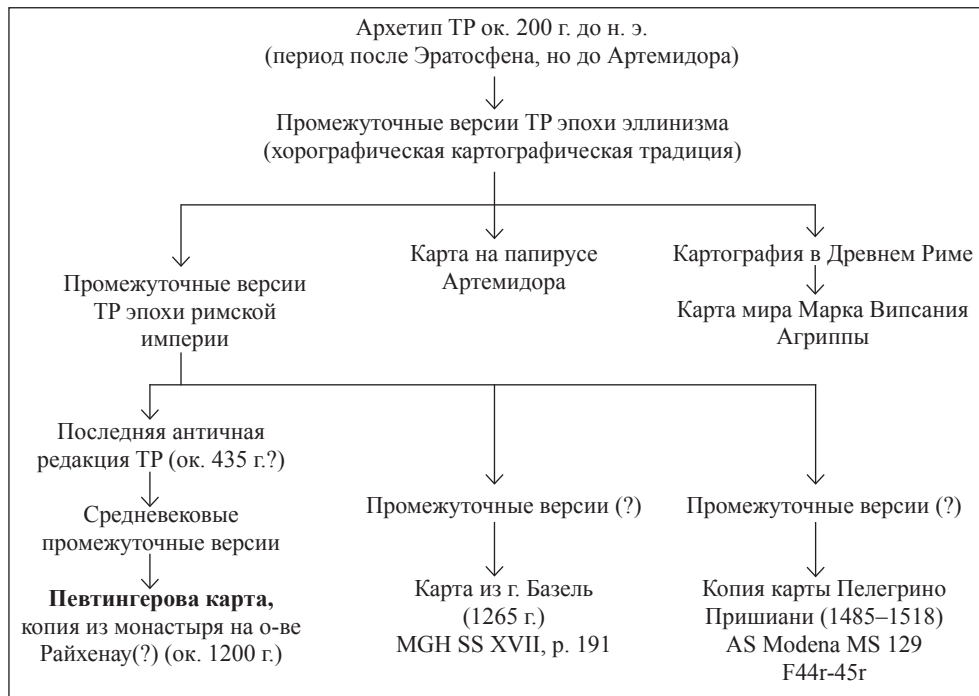 Архетип ТР ок. 200 г. до н. э.
(период после Эратосфена, но до Артемидора)
Промежуточные версии ТР эпохи эллинизма
(хорографическая картографическая традиция)
Промежуточные версии
ТР эпохи римской
империи
Карта на папирусе
Артемидора
Картография в Древнем Риме
Карта мира Марка Випсания
Агриппы
Последняя античная
редакция ТР (ок. 435 г.?)
Средневековые
промежуточные версии
Певтингерова карта,
копия из монастыря на о-ве
Райхенау(?) (ок. 1200 г.)
Промежуточные версии (?)
Карта из г. Базель
(1265 г.)
MGH SS XVII, p. 191
Промежуточные версии (?)
Копия карты Пелегрино
Пришиани (1485–1518)
AS Modena MS 129
F44r-45r